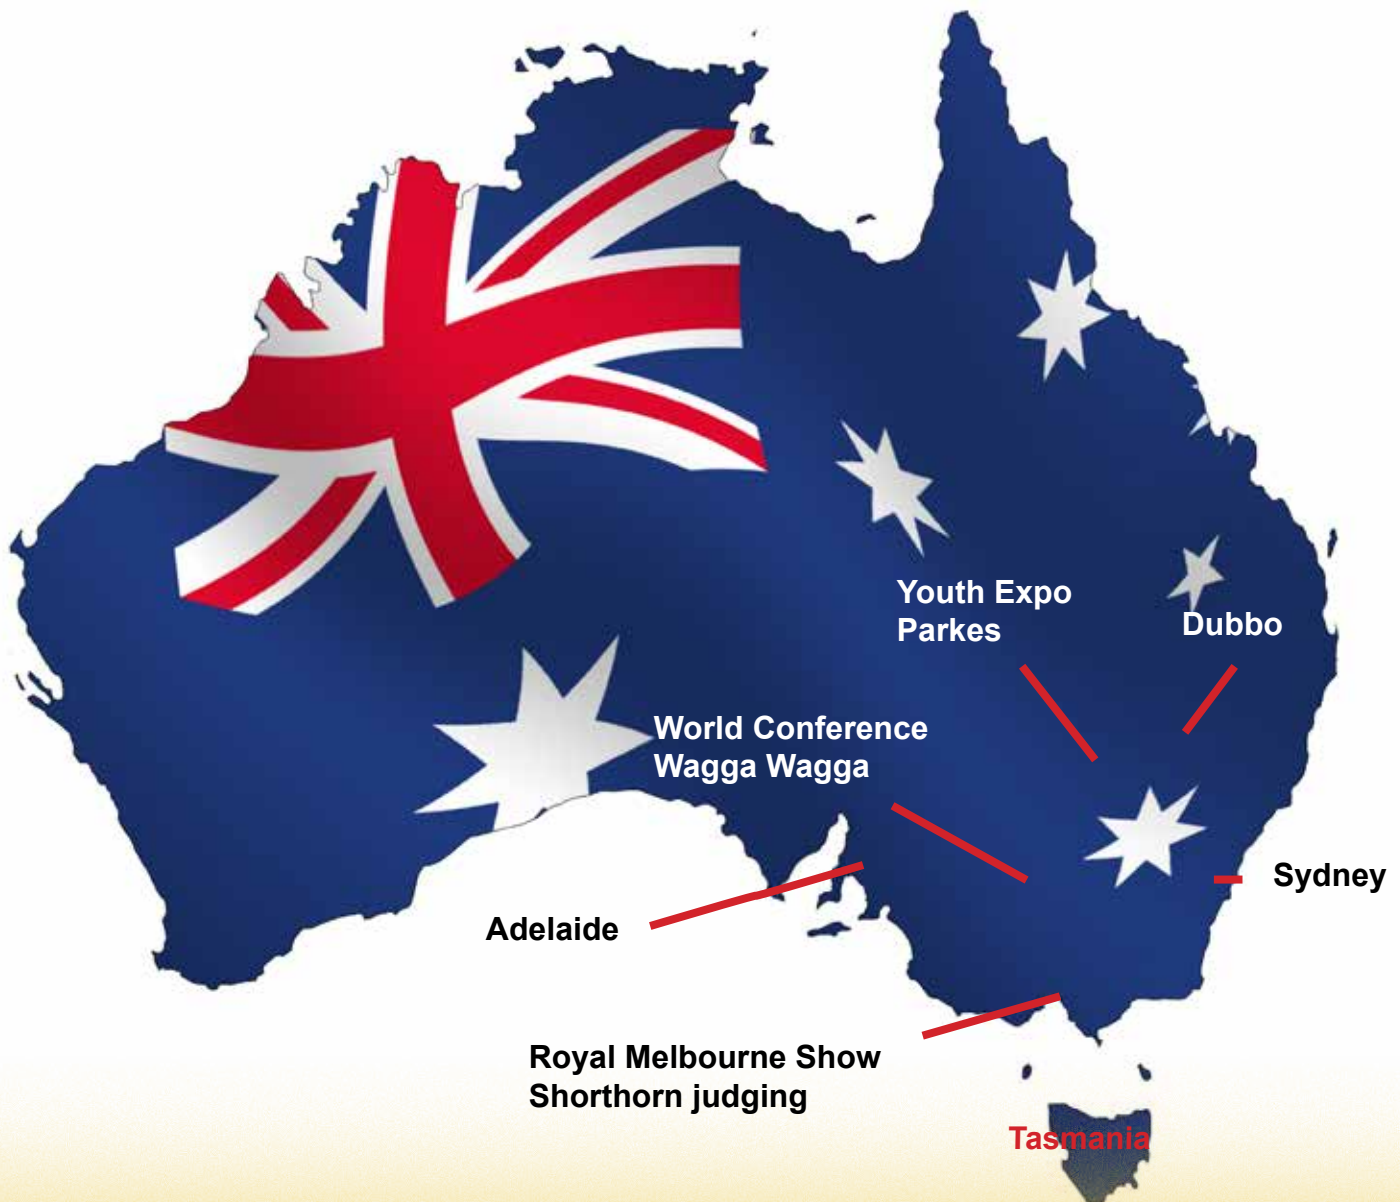 Youth Expo
Parkes
Dubbo
World Conference
Wagga Wagga
Sydney
Adelaide
Royal Melbourne Show
Shorthorn judging
Tasmania